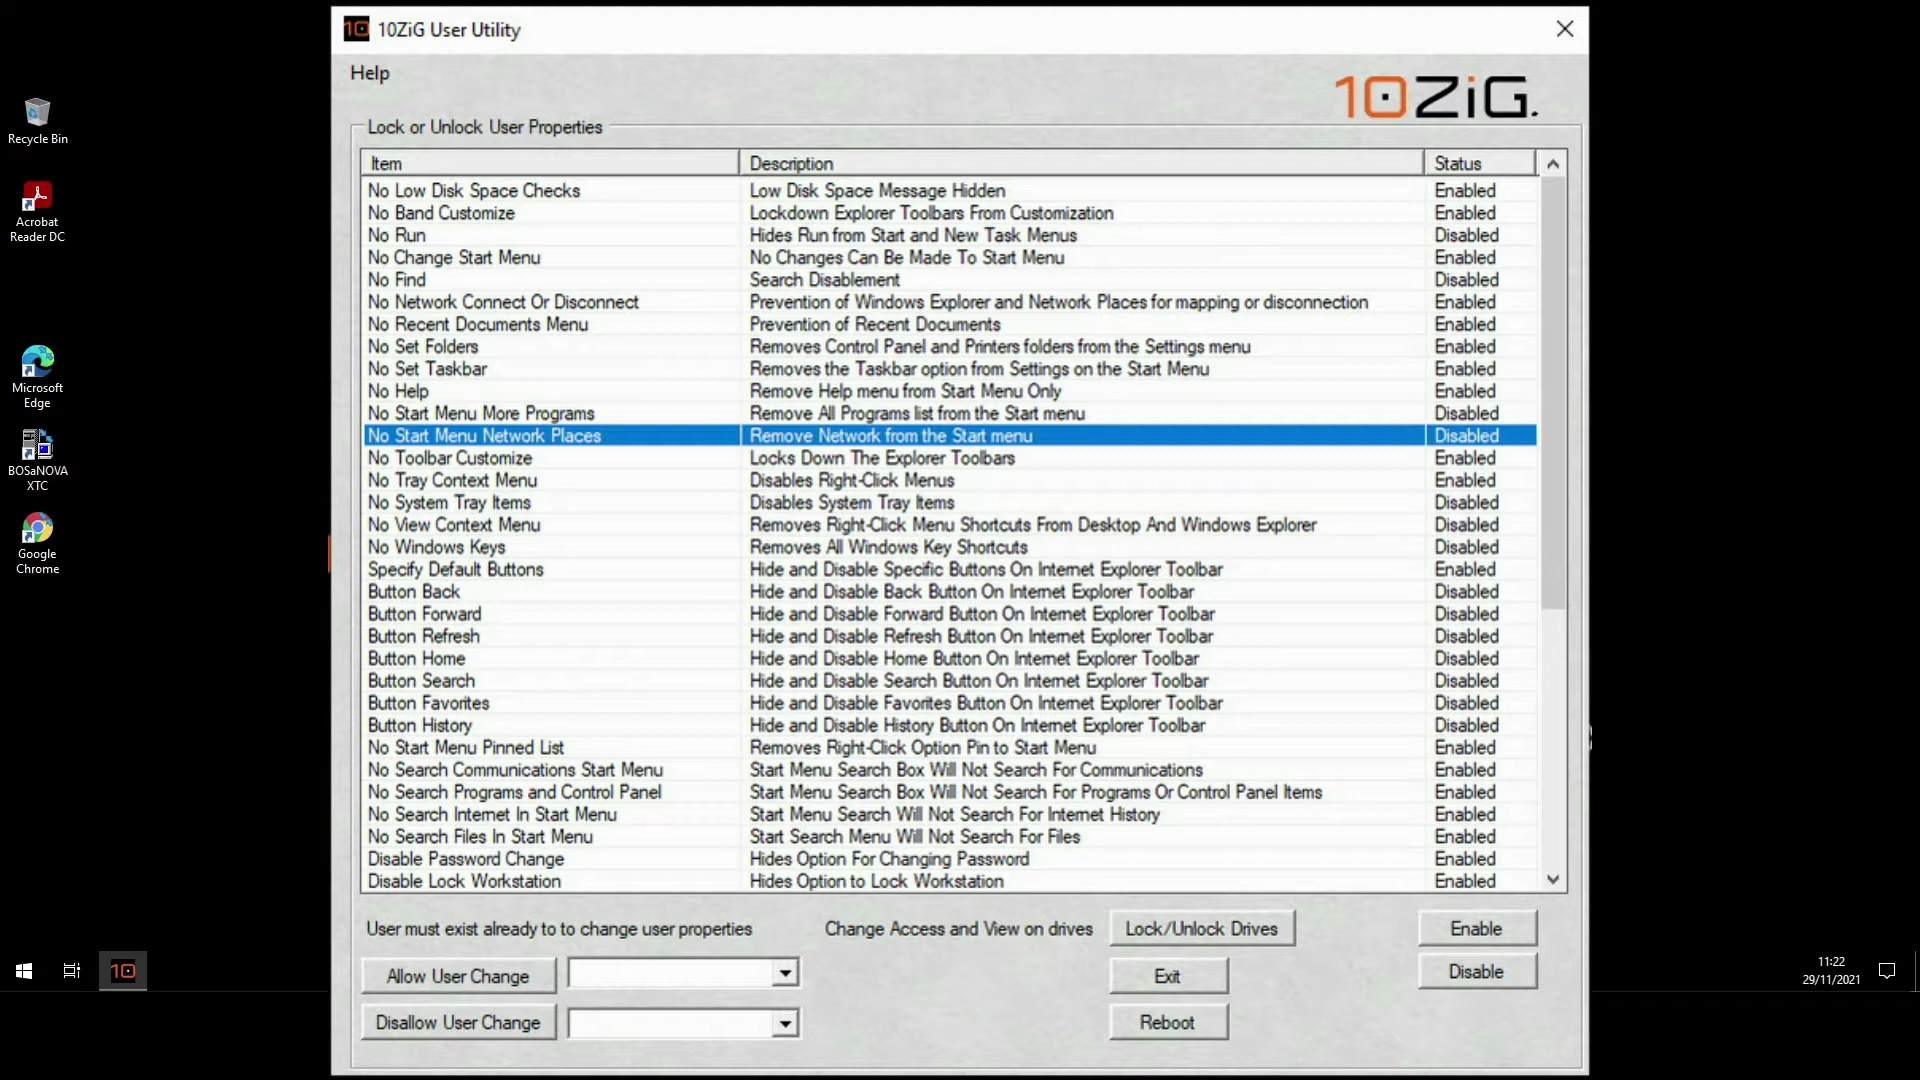 10 10ZiG User Utility
Help
10ZiG.
Lock or Unlock User Properties
Item Description Status
No Low Disk Space Checks Low Disk Space Message Hidden Enabled
No Band Customize Lockdown Explorer Toolbars From Customization Enabled
No Run Hides Run from Start and New Task Menus Disabled
No Change Start Menu No Changes Can Be Made To Start Menu Enabled
No Find Search Disablement Disabled
No Network Connect Or Disconnect Prevention of Windows Explorer and Network Places for mapping or disconnection Enabled
No Recent Documents Menu Prevention of Recent Documents Enabled
No Set Folders Removes Control Panel and Printers folders from the Settings menu Enabled
No Set Taskbar Removes the Taskbar option from Settings on the Start Menu Enabled
No Help Remove Help menu from Start Menu Only Enabled
No Start Menu More Programs Remove All Programs list from the Start menu Disabled
No Start Menu Network Places Remove Network from the Start menu Disabled
No Toolbar Customize Locks Down The Explorer Toolbars Enabled
No Tray Context Menu Disables Right-Click Menus Enabled
No System Tray Items Disables System Tray Items Disabled
No View Context Menu Removes Right-Click Menu Shortcuts From Desktop And Windows Explorer Disabled
No Windows Keys Removes All Windows Key Shortcuts Disabled
Specify Default Buttons Hide and Disable Specific Buttons On Internet Explorer Toolbar Enabled
Button Back Hide and Disable Back Button On Internet Explorer Toolbar Disabled
Button Forward Hide and Disable Forward Button On Internet Explorer Toolbar Disabled
Button Refresh Hide and Disable Refresh Button On Internet Explorer Toolbar Disabled
Button Home Hide and Disable Home Button On Internet Explorer Toolbar Disabled
Button Search Hide and Disable Search Button On Internet Explorer Toolbar Disabled
Button Favorites Hide and Disable Favorites Button On Internet Explorer Toolbar Disabled
Button History Hide and Disable History Button On Internet Explorer Toolbar Disabled
No Start Menu Pinned List Removes Right-Click Option Pin to Start Menu Enabled
No Search Communications Start Menu Start Menu Search Box Will Not Search For Communications Enabled
No Search Programs and Control Panel Start Menu Search Box Will Not Search For Programs Or Control Panel Items Enabled
No Search Internet In Start Menu Start Menu Search Will Not Search For Internet History Enabled
No Search Files In Start Menu Start Search Menu Will Not Search For Files Enabled
Disable Password Change Hides Option For Changing Password Enabled
Disable Lock Workstation Hides Option to Lock Workstation Enabled
User must exist already to to change user properties Change Access and View on drives Lock/Unlock Drives Enable
Allow User Change Exit Disable
Disallow User Change Reboot
Recycle Bin
Acrobat
Reader DC
Microsoft
Edge
BOSaNOVA
XTC
Google
Chrome
10
11:22
29/11/2021